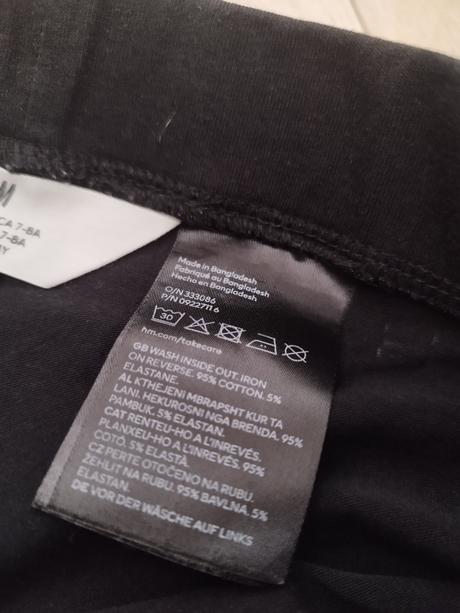 M
CA 7-8A
7-8A
Y
Made in Bangladesh
Fabriqué au Bangladesh
Hecho en Bangladesh
O/N 333086
P/N 0922711 6
30
hm.com/takecare
GB WASH INSIDE OUT. IRON
ON REVERSE. 95% COTTON. 5%
ELASTANE.
AL KTHEJENI MBRAPSHT KUR TA
LANI. HEKUROSNI NGA BRENDA. 95%
PAMBUK. 5% ELASTAN.
CAT RENTEU-HO A L'INREVÉS.
PLANXEU-HO A L'INREVÉS. 95%
COTÓ. 5% ELASTÀ.
CZ PERTE OTOČENO NA RUBU.
ŽEHLIT NA RUBU. 95% BAVLNA. 5%
ELASTAN.
DE VOR DER WÄSCHE AUF LINKS